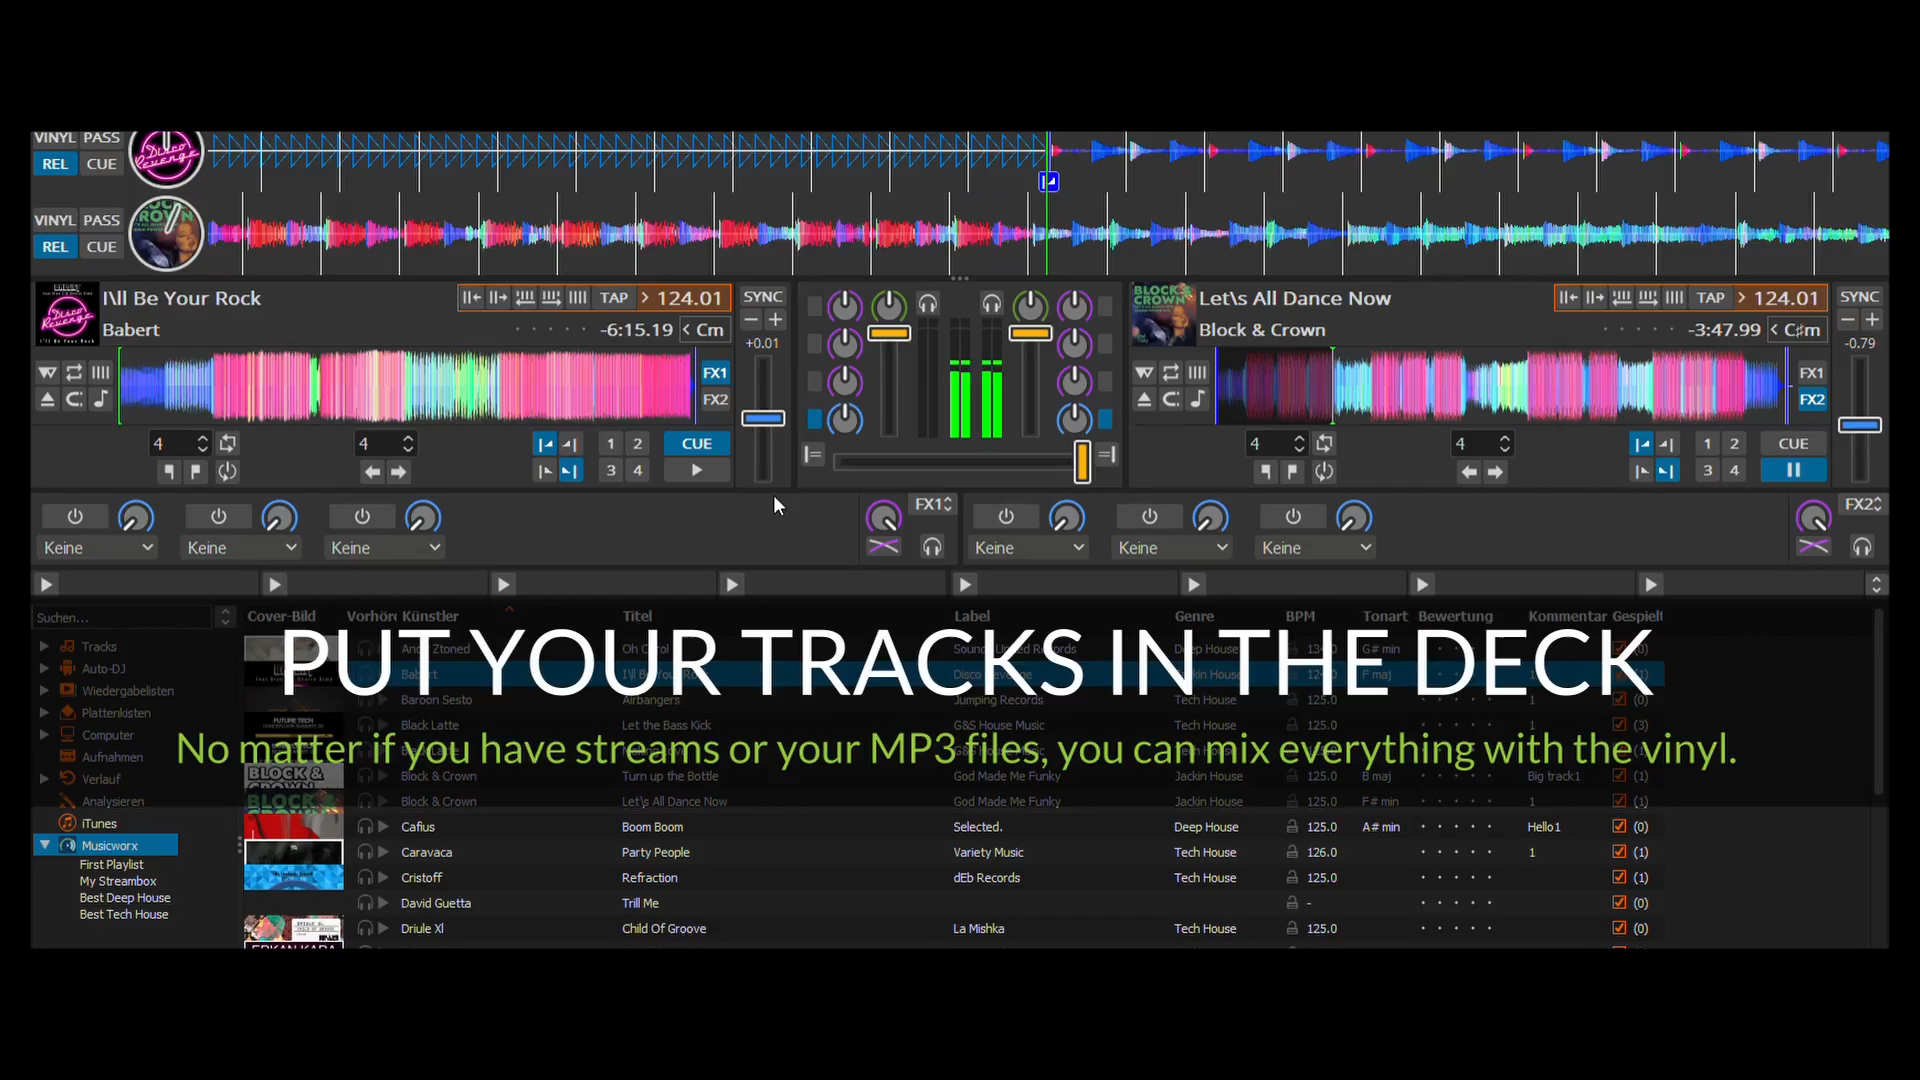 VINYL PASS
REL CUE
VINYL PASS
REL CUE
I\ll Be Your Rock
Babert
TAP 124.01
-6:15.19 Cm
SYNC
+0.01
FX1
FX2
4 4 1 2 CUE
3 4
Let\s All Dance Now
Block & Crown
TAP 124.01
-3:47.99 C♯m
SYNC
-0.79
FX1
FX2
4 4 1 2 CUE
3 4
FX1 FX2
Keine Keine Keine Keine Keine Keine
Suchen...
Tracks
Auto-DJ
Wiedergabelisten
Plattenkisten
Computer
Aufnahmen
Verlauf
Analysieren
iTunes
Musicworx
First Playlist
My Streambox
Best Deep House
Best Tech House
Cover-Bild Vorhör Künstler Titel Label Genre BPM Tonart Bewertung Kommentar Gespielt
PUT YOUR TRACKS IN THE DECK
No matter if you have streams or your MP3 files, you can mix everything with the vinyl.
Baron Sesto Airbangers Jumping Records Tech House 125.0 1 (0)
Black Latte Let the Bass Kick G&S House Music Tech House 125.0 (3)
Block & Crown Turn up the Bottle God Made Me Funky Jackin House 125.0 B maj Big track1 (1)
Block & Crown Let\s All Dance Now God Made Me Funky Jackin House 125.0 F# min 1 (1)
Cafius Boom Boom Selected. Deep House 125.0 A# min Hello1 (0)
Caravaca Party People Variety Music Tech House 126.0 1 (1)
Cristoff Refraction dEb Records Tech House 125.0 (1)
David Guetta Trill Me - (0)
Driule Xl Child Of Groove La Mishka Tech House 125.0 (0)